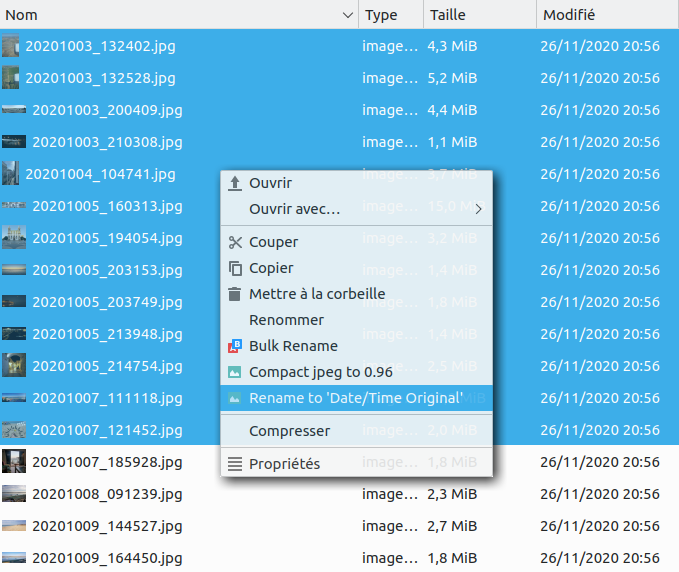 Nom Type Taille Modifié
20201003_132402.jpg image… 4,3 MiB 26/11/2020 20:56
20201003_132528.jpg image… 5,2 MiB 26/11/2020 20:56
20201003_200409.jpg image… 4,4 MiB 26/11/2020 20:56
20201003_210308.jpg image… 1,1 MiB 26/11/2020 20:56
20201004_104741.jpg image… 3,7 MiB 26/11/2020 20:56
20201005_160313.jpg image… 15,0 MiB 26/11/2020 20:56
20201005_194054.jpg image… 3,2 MiB 26/11/2020 20:56
20201005_203153.jpg image… 1,4 MiB 26/11/2020 20:56
20201005_203749.jpg image… 1,8 MiB 26/11/2020 20:56
20201005_213948.jpg image… MiB 26/11/2020 20:56
20201005_214754.jpg image… 2,5 MiB 26/11/2020 20:56
20201007_111118.jpg MiB 26/11/2020 20:56
20201007_121452.jpg image… 2,0 MiB 26/11/2020 20:56
20201007_185928.jpg image… 1,8 MiB 26/11/2020 20:56
20201008_091239.jpg image… 2,3 MiB 26/11/2020 20:56
20201009_144527.jpg image… 2,7 MiB 26/11/2020 20:56
20201009_164450.jpg image… 1,8 MiB 26/11/2020 20:56
Ouvrir
Ouvrir avec…
Couper
Copier
Mettre à la corbeille
Renommer
Bulk Rename
Compact jpeg to 0.96
Rename to 'Date/Time Original'
Compresser
Propriétés